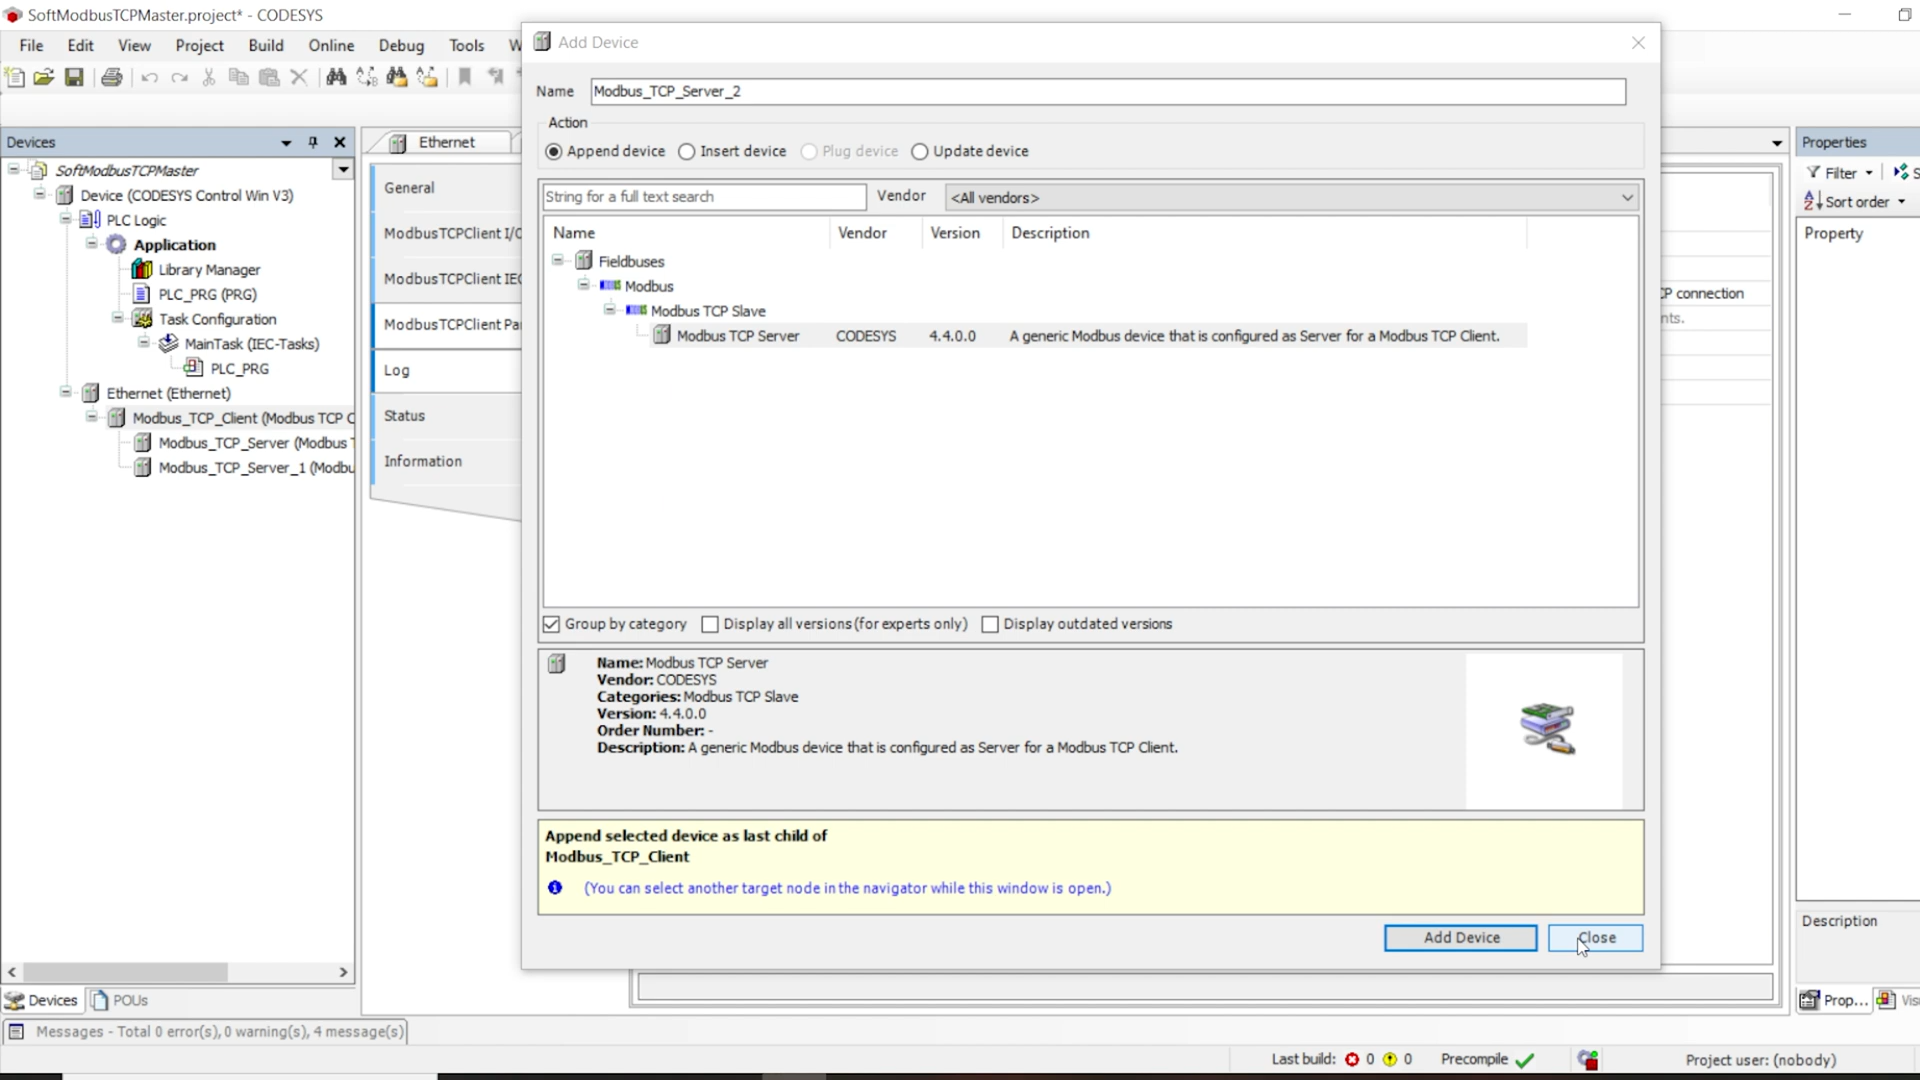 SoftModbusTCPMaster.project* - CODESYS
File Edit View Project Build Online Debug Tools W
Add Device
Name Modbus_TCP_Server_2
Action
Append device Insert device Plug device Update device
String for a full text search Vendor <All vendors>
Name Vendor Version Description
Fieldbuses
Modbus
Modbus TCP Slave
Modbus TCP Server CODESYS 4.4.0.0 A generic Modbus device that is configured as Server for a Modbus TCP Client.
Group by category Display all versions (for experts only) Display outdated versions
Name: Modbus TCP Server
Vendor: CODESYS
Categories: Modbus TCP Slave
Version: 4.4.0.0
Order Number: -
Description: A generic Modbus device that is configured as Server for a Modbus TCP Client.
Append selected device as last child of
Modbus_TCP_Client
(You can select another target node in the navigator while this window is open.)
Add Device Close
Devices
SoftModbusTCPMaster
Device (CODESYS Control Win V3)
PLC Logic
Application
Library Manager
PLC_PRG (PRG)
Task Configuration
MainTask (IEC-Tasks)
PLC_PRG
Ethernet (Ethernet)
Modbus_TCP_Client (Modbus TCP C
Modbus_TCP_Server (Modbus T
Modbus_TCP_Server_1 (Modbu
Devices POUs
Ethernet
General
ModbusTCPClient I/O
ModbusTCPClient IEC
ModbusTCPClient Par
Log
Status
Information
CP connection
nts.
Properties
Filter S
Sort order
Property
Description
Prop... Vis
Messages - Total 0 error(s), 0 warning(s), 4 message(s)
Last build: 0 0 Precompile Project user: (nobody)